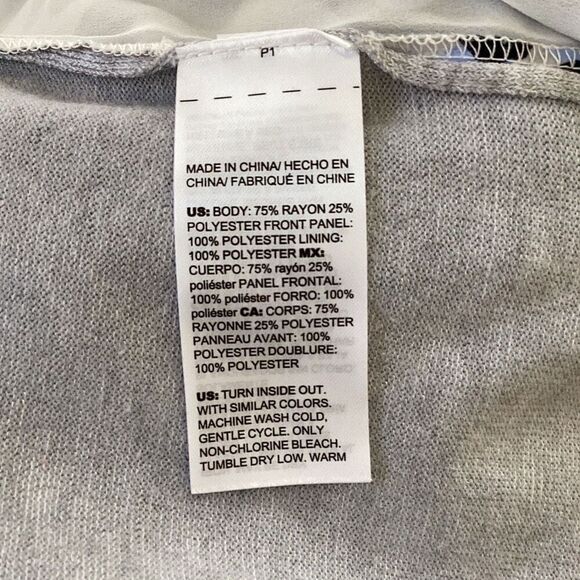 P1
MADE IN CHINA/ HECHO EN
CHINA/ FABRIQUÉ EN CHINE
US: BODY: 75% RAYON 25%
POLYESTER FRONT PANEL:
100% POLYESTER LINING:
100% POLYESTER MX:
CUERPO: 75% rayón 25%
poliéster PANEL FRONTAL:
100% poliéster FORRO: 100%
poliéster CA: CORPS: 75%
RAYONNE 25% POLYESTER
PANNEAU AVANT: 100%
POLYESTER DOUBLURE:
100% POLYESTER
US: TURN INSIDE OUT.
WITH SIMILAR COLORS.
MACHINE WASH COLD,
GENTLE CYCLE. ONLY
NON-CHLORINE BLEACH.
TUMBLE DRY LOW. WARM